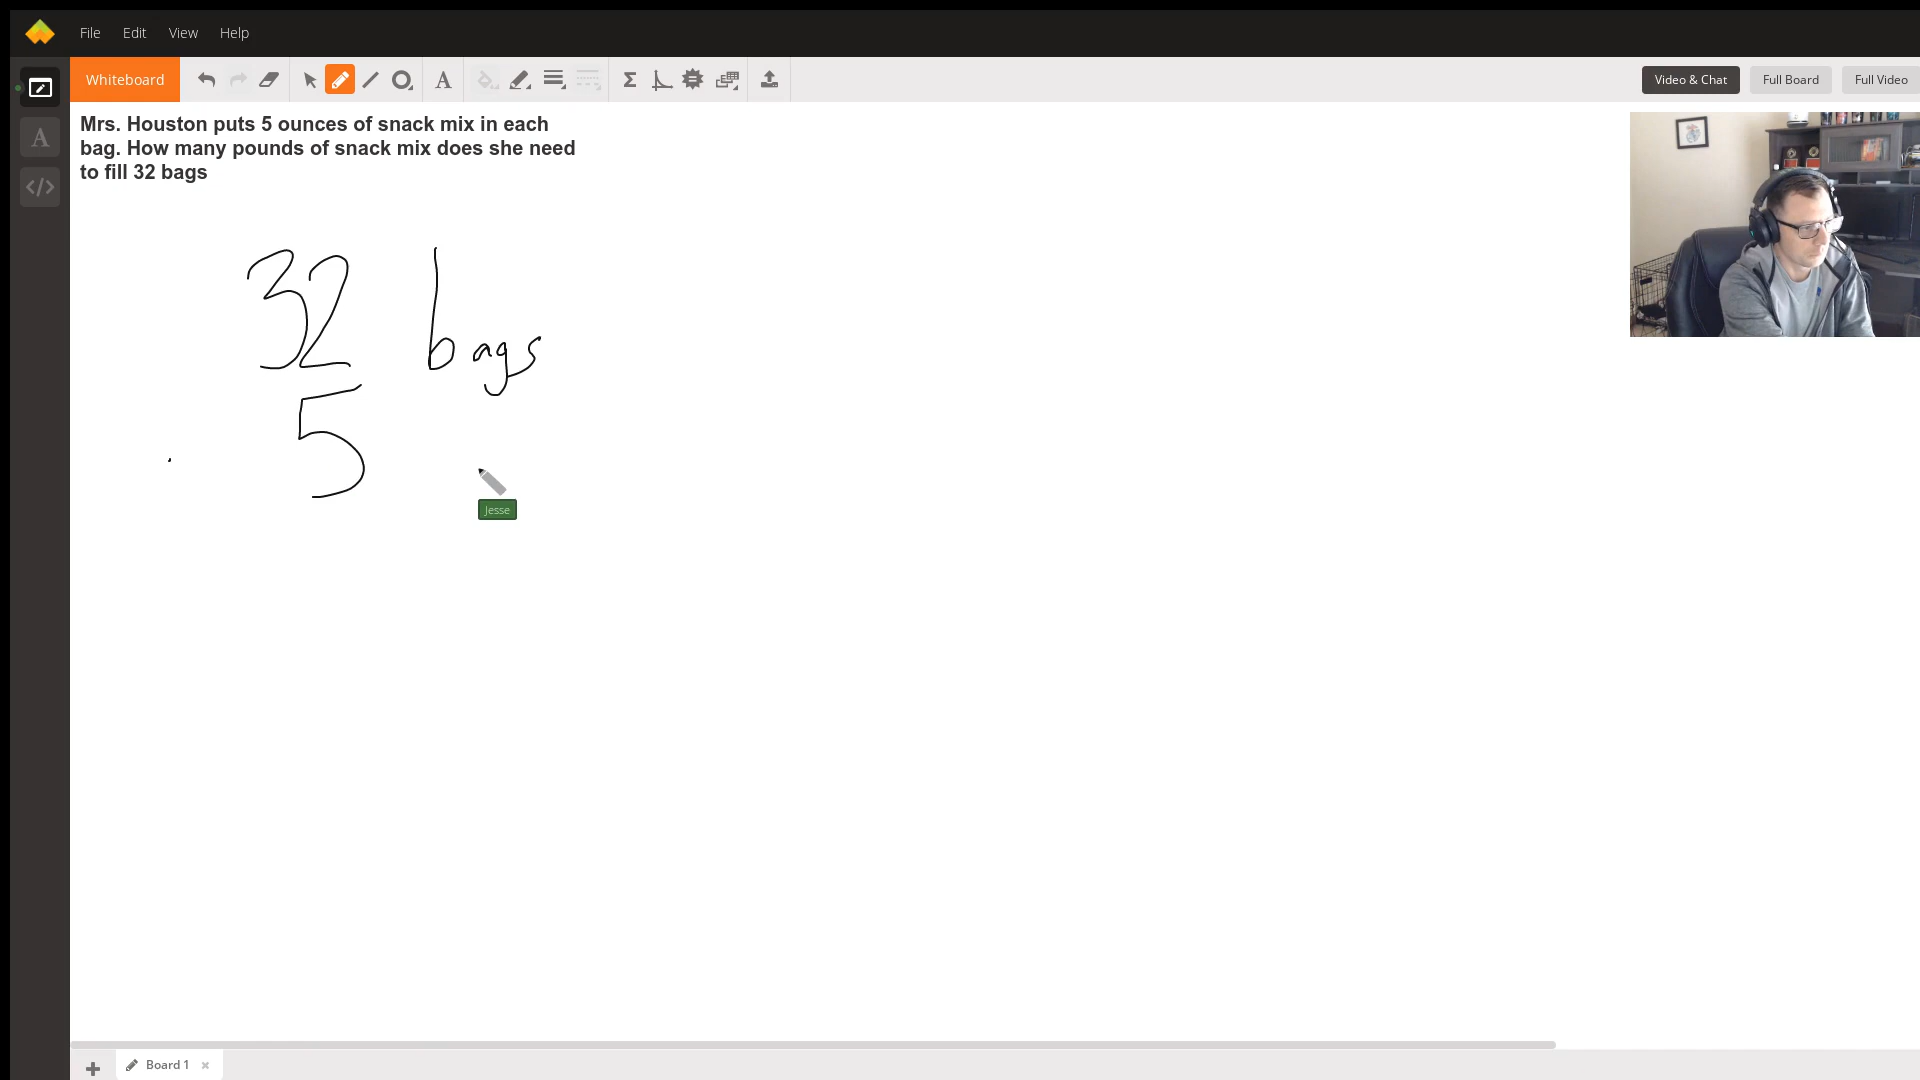 File Edit View Help
Whiteboard
A
Σ
Video & Chat Full Board Full Video
A
</>
Mrs. Houston puts 5 ounces of snack mix in each
bag. How many pounds of snack mix does she need
to fill 32 bags
32 bags
5
Jesse
Board 1